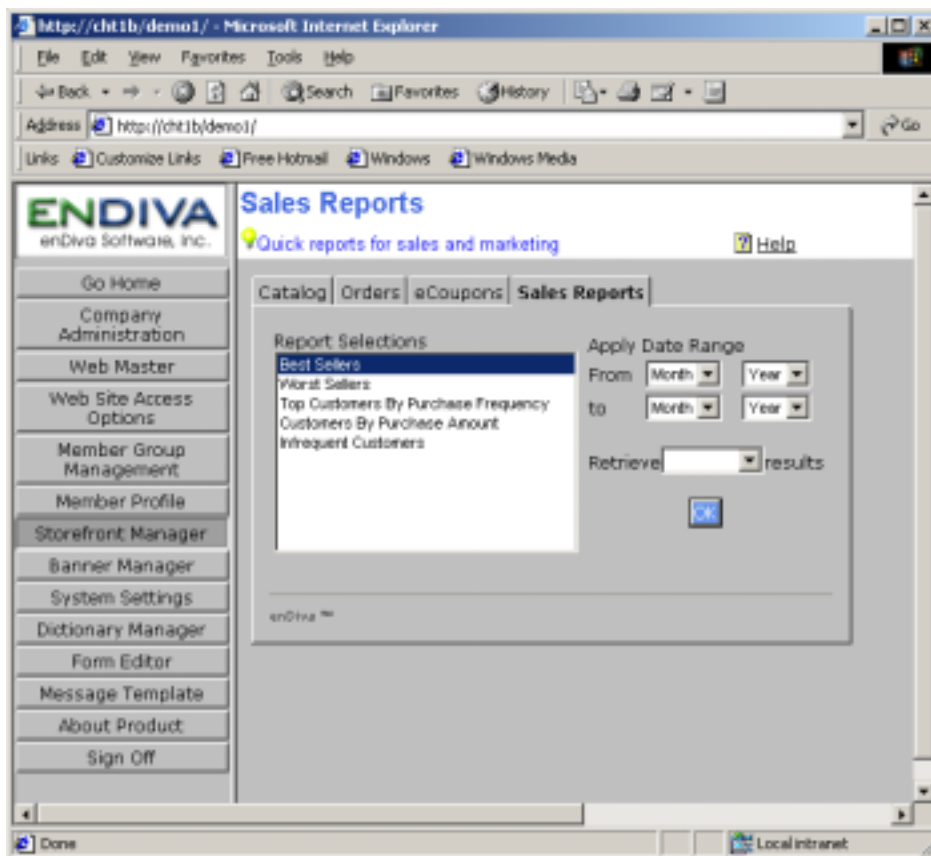 http://cht1b/demo1/ - Microsoft Internet Explorer
File Edit View Favorites Tools Help
Back Search Favorites History
Address http://cht1b/demo1/ Go
Links Customize Links Free Hotmail Windows Windows Media
ENDIVA
enDiva Software, Inc.
Sales Reports
Quick reports for sales and marketing
Help
Go Home
Company
Administration
Web Master
Web Site Access
Options
Member Group
Management
Member Profile
Storefront Manager
Banner Manager
System Settings
Dictionary Manager
Form Editor
Message Template
About Product
Sign Off
Catalog Orders eCoupons Sales Reports
Report Selections
Best Sellers
Worst Sellers
Top Customers By Purchase Frequency
Customers By Purchase Amount
Infrequent Customers
Apply Date Range
From Month Year
to Month Year
Retrieve results
OK
enDiva ™
Done
Local intranet